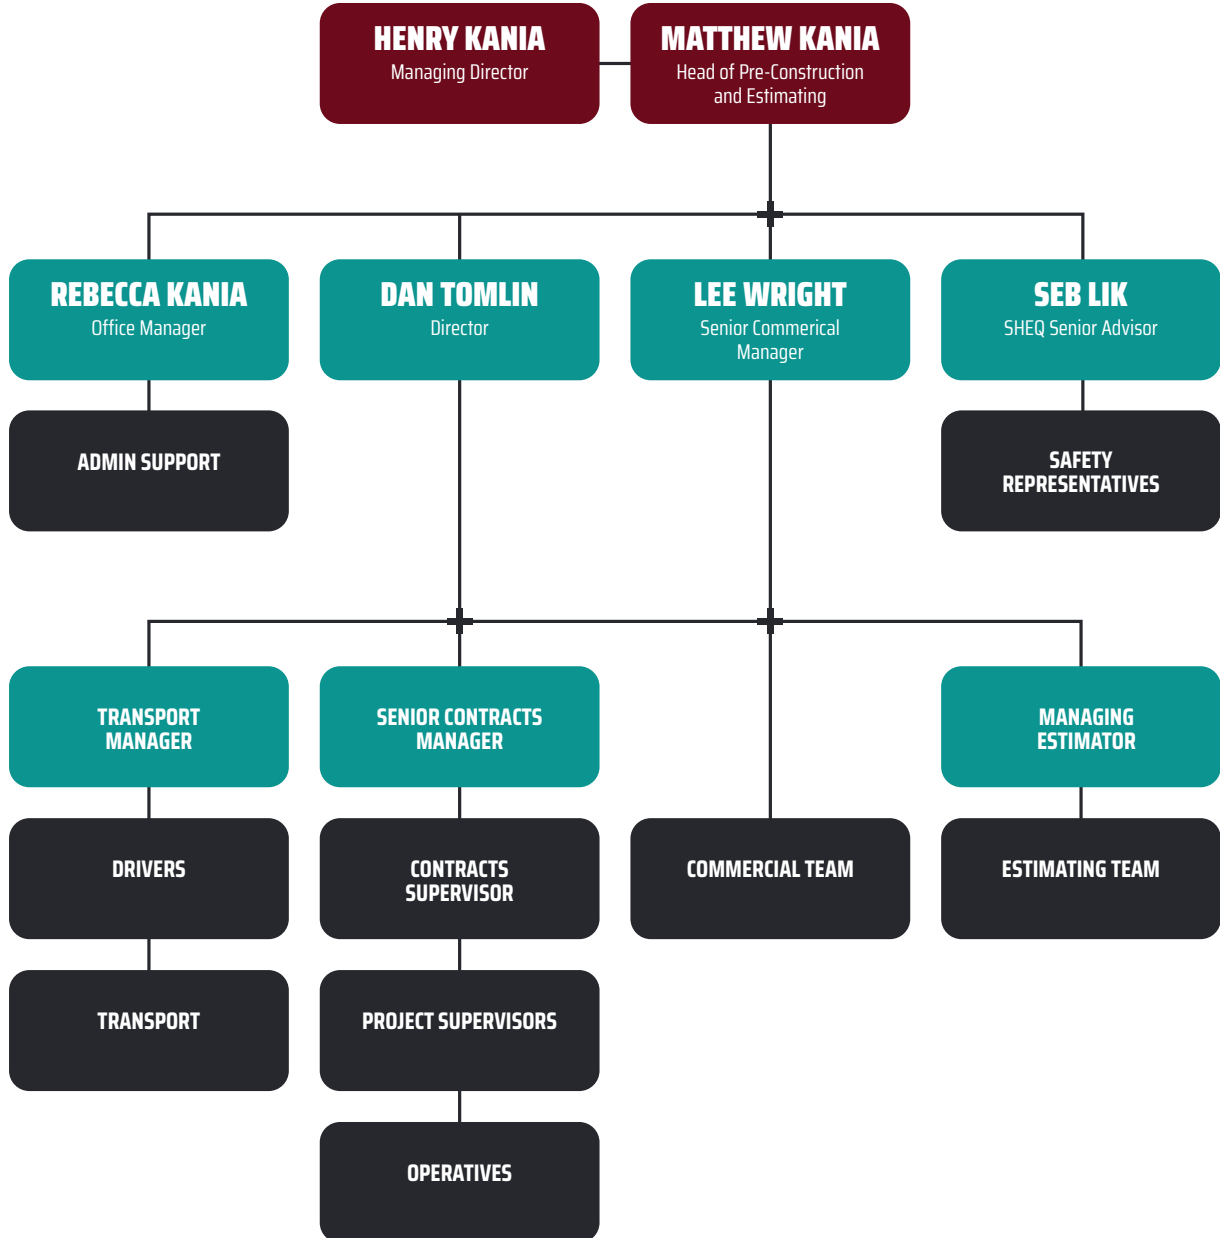 HENRY KANIA
Managing Director
MATTHEW KANIA
Head of Pre-Construction
and Estimating
REBECCA KANIA
Office Manager
DAN TOMLIN
Director
LEE WRIGHT
Senior Commerical
Manager
SEB LIK
SHEQ Senior Advisor
ADMIN SUPPORT
SAFETY
REPRESENTATIVES
TRANSPORT
MANAGER
SENIOR CONTRACTS
MANAGER
MANAGING
ESTIMATOR
DRIVERS
CONTRACTS
SUPERVISOR
COMMERCIAL TEAM
ESTIMATING TEAM
TRANSPORT
PROJECT SUPERVISORS
OPERATIVES